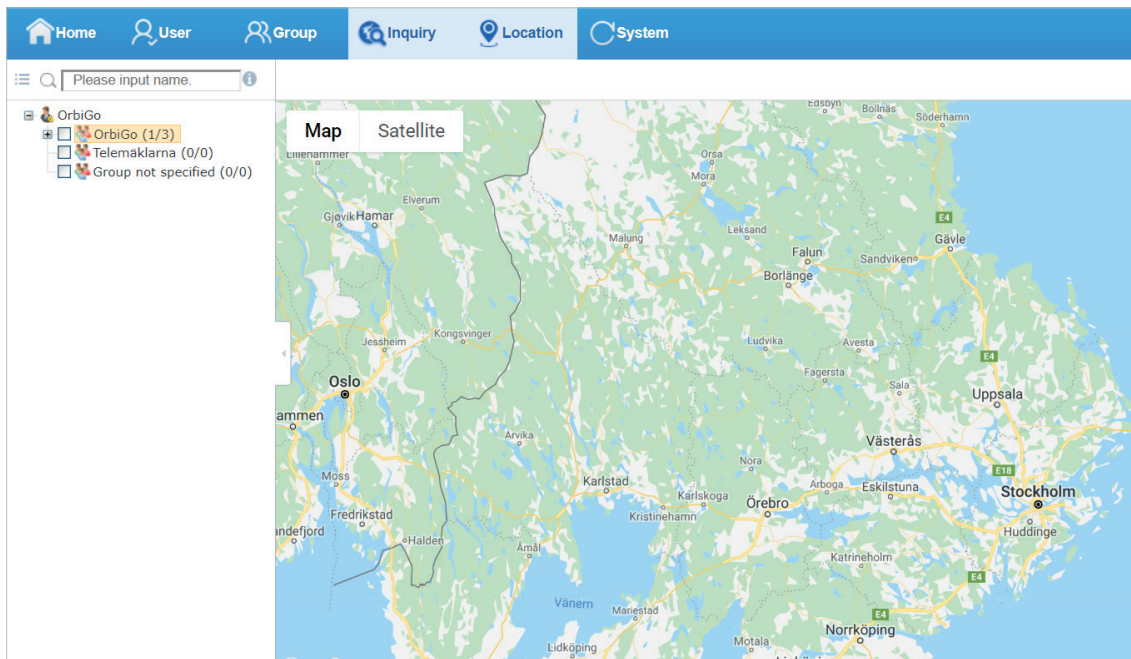 Home User Group Inquiry Location System
Please input name.
OrbiGo
OrbiGo (1/3)
Telemäklarna (0/0)
Group not specified (0/0)
Map Satellite
Edsbyn Bollnäs
Söderhamn
Lillehammer
Orsa
Mora
Elverum
Gjøvik Hamar
E4
Leksand
Malung
Gävle
Falun
Sandviken
Borlänge
Kongsvinger
Jessheim
Ludvika
Avesta
E4
Fagersta
Oslo
Sala
Uppsala
ammen
Arvika
Västerås
Nora
E18
Moss
Karlstad
Arboga
Eskilstuna
Stockholm
Karlskoga
Örebro
Fredrikstad
Kristinehamn
andefjord
Huddinge
Halden
Åmål
Katrineholm
E4
Vänern
Mariestad
E4
Norrköping
Motala
Lidköping